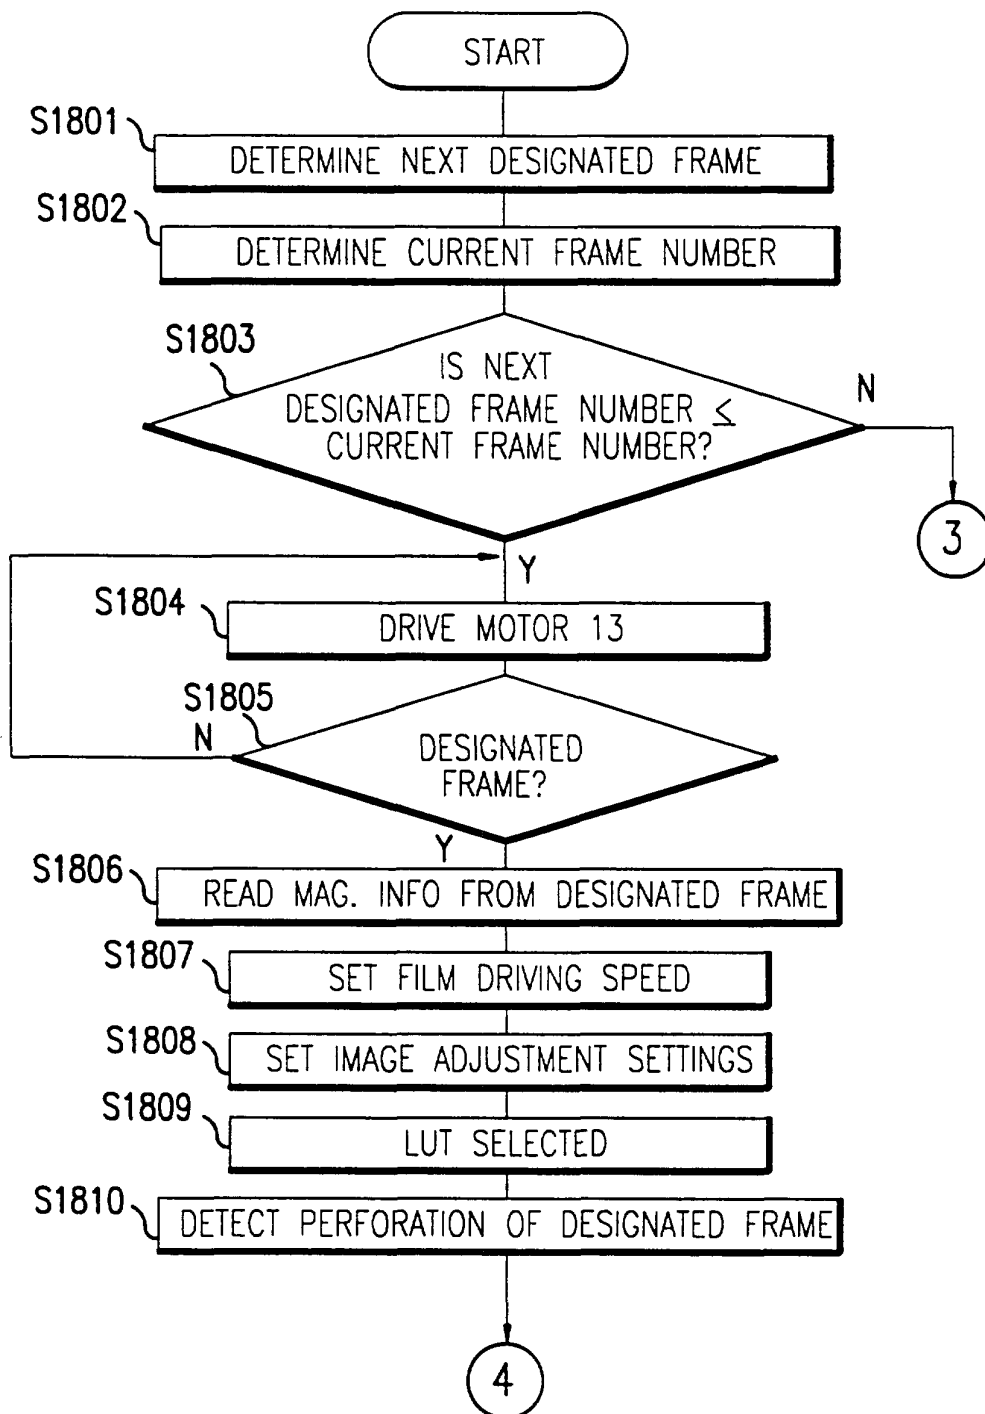 START
S1801
DETERMINE NEXT DESIGNATED FRAME
S1802
DETERMINE CURRENT FRAME NUMBER
S1803
IS NEXT
DESIGNATED FRAME NUMBER ≤
CURRENT FRAME NUMBER?
N
3
Y
S1804
DRIVE MOTOR 13
S1805
N
DESIGNATED
FRAME?
Y
S1806
READ MAG. INFO FROM DESIGNATED FRAME
S1807
SET FILM DRIVING SPEED
S1808
SET IMAGE ADJUSTMENT SETTINGS
S1809
LUT SELECTED
S1810
DETECT PERFORATION OF DESIGNATED FRAME
4